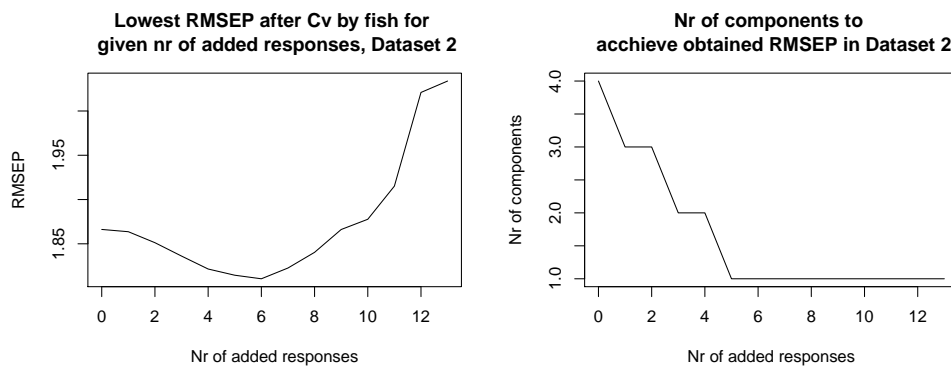 Lowest RMSEP after Cv by fish for
given nr of added responses, Dataset 2
RMSEP
1.95
1.85
0 2 4 6 8 10 12
Nr of added responses
Nr of components to
acchieve obtained RMSEP in Dataset 2
Nr of components
4.0
3.0
2.0
1.0
0 2 4 6 8 10 12
Nr of added responses